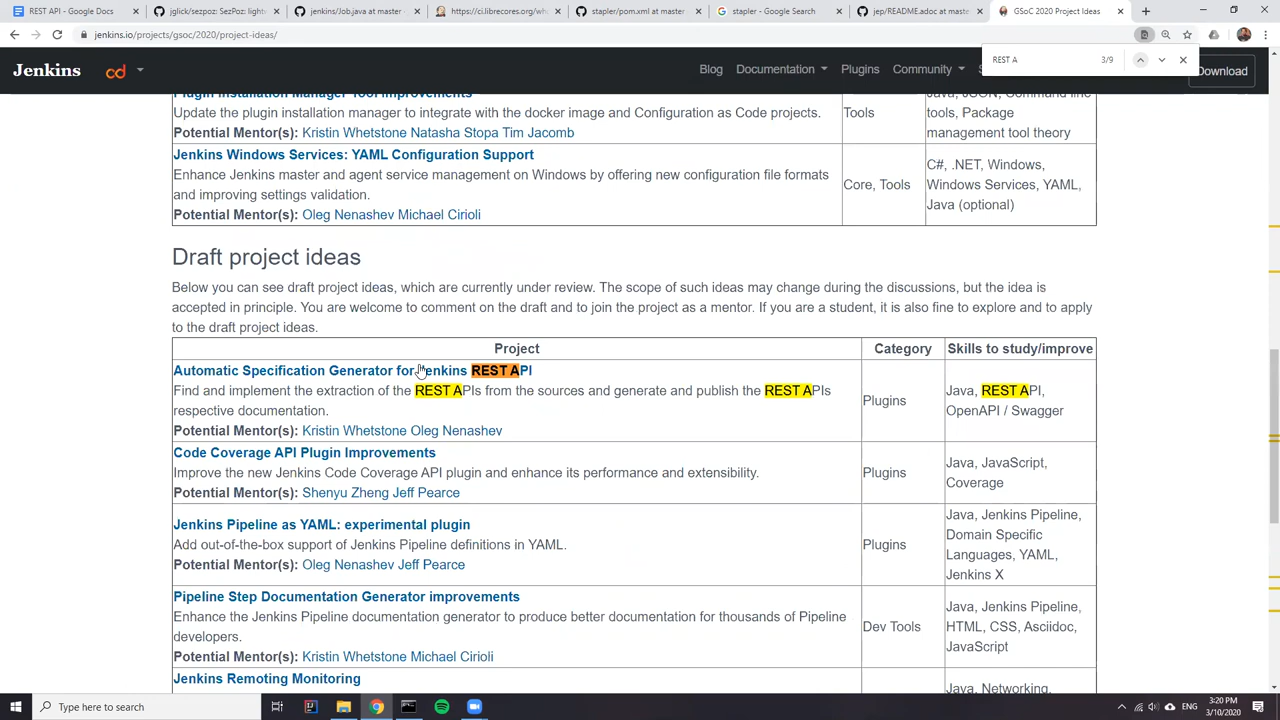 REST API - Google Docs
jglick/sezpoz: SezPoz: light
jenkins/Job.java at master
https://ci.librecores.org/wh
stapler/pom.xml at master
stapler - Google Search
jep/README.adoc at maste
GSoC 2020 Project Ideas
jenkins.io/projects/gsoc/2020/project-ideas/
REST A
3/9
Jenkins
cd
Blog
Documentation
Plugins
Community
Download
Plugin Installation Manager Tool Improvements
Update the plugin installation manager to integrate with the docker image and Configuration as Code projects.
Potential Mentor(s): Kristin Whetstone Natasha Stopa Tim Jacomb
Tools
Java, JSON, Command line
tools, Package
management tool theory
Jenkins Windows Services: YAML Configuration Support
Enhance Jenkins master and agent service management on Windows by offering new configuration file formats
and improving settings validation.
Potential Mentor(s): Oleg Nenashev Michael Cirioli
Core, Tools
C#, .NET, Windows,
Windows Services, YAML,
Java (optional)
Draft project ideas
Below you can see draft project ideas, which are currently under review. The scope of such ideas may change during the discussions, but the idea is
accepted in principle. You are welcome to comment on the draft and to join the project as a mentor. If you are a student, it is also fine to explore and to apply
to the draft project ideas.
Project
Category
Skills to study/improve
Automatic Specification Generator for Jenkins REST API
Find and implement the extraction of the REST APIs from the sources and generate and publish the REST APIs
respective documentation.
Potential Mentor(s): Kristin Whetstone Oleg Nenashev
Plugins
Java, REST API,
OpenAPI / Swagger
Code Coverage API Plugin Improvements
Improve the new Jenkins Code Coverage API plugin and enhance its performance and extensibility.
Potential Mentor(s): Shenyu Zheng Jeff Pearce
Plugins
Java, JavaScript,
Coverage
Jenkins Pipeline as YAML: experimental plugin
Add out-of-the-box support of Jenkins Pipeline definitions in YAML.
Potential Mentor(s): Oleg Nenashev Jeff Pearce
Plugins
Java, Jenkins Pipeline,
Domain Specific
Languages, YAML,
Jenkins X
Pipeline Step Documentation Generator improvements
Enhance the Jenkins Pipeline documentation generator to produce better documentation for thousands of Pipeline
developers.
Potential Mentor(s): Kristin Whetstone Michael Cirioli
Dev Tools
Java, Jenkins Pipeline,
HTML, CSS, Asciidoc,
JavaScript
Jenkins Remoting Monitoring
Java, Networking,
Type here to search
ENG
3:20 PM
3/10/2020